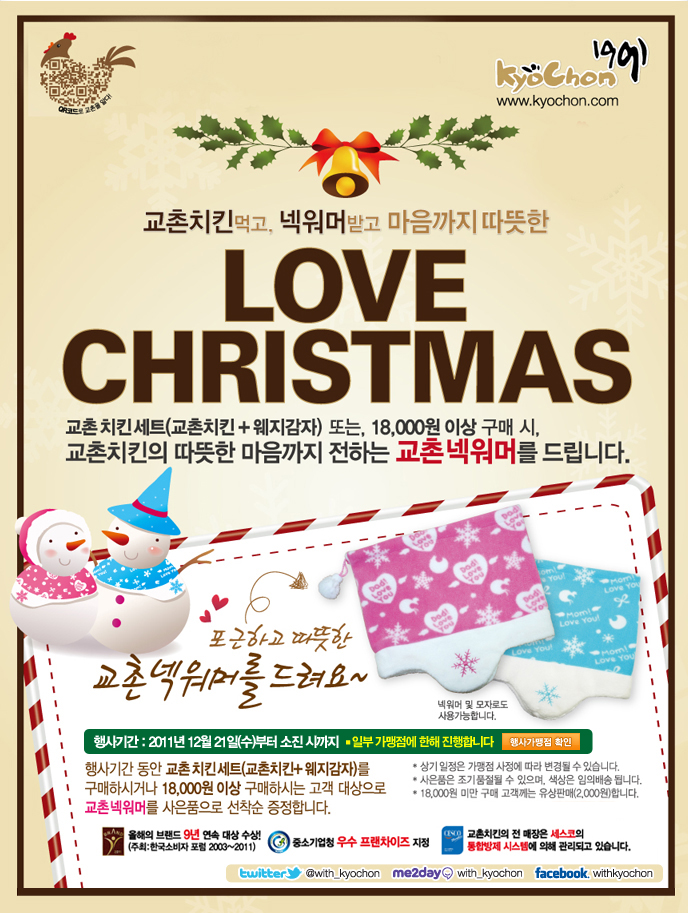 QR코드로 교촌을 알다!
1991
KyoChon
www.kyochon.com
교촌치킨먹고, 넥워머받고 마음까지 따뜻한
LOVE
CHRISTMAS
교촌 치킨 세트(교촌치킨 + 웨지감자) 또는, 18,000원 이상 구매 시,
교촌치킨의 따뜻한 마음까지 전하는 교촌 넥워머를 드립니다.
Dad! Love You!
Mom! Love You!
포근하고 따뜻한
교촌 넥워머를 드려요~
넥워머 및 모자로도
사용가능합니다.
행사기간 : 2011년 12월 21일(수)부터 소진 시까지 ▪일부 가맹점에 한해 진행합니다 행사가맹점 확인
행사기간 동안 교촌 치킨 세트(교촌치킨+ 웨지감자)를
구매하시거나 18,000원 이상 구매하시는 고객 대상으로
교촌 넥워머를 사은품으로 선착순 증정합니다.
* 상기 일정은 가맹점 사정에 따라 변경될 수 있습니다.
* 사은품은 조기 품절될 수 있으며, 색상은 임의배송 됩니다.
* 18,000원 미만 구매 고객께는 유상판매(2,000원)합니다.
올해의 브랜드 9년 연속 대상 수상!
(주최:한국소비자 포럼 2003~2011)
중소기업청 우수 프랜차이즈 지정
CESCO
교촌치킨의 전 매장은 세스코의
통합방제 시스템에 의해 관리되고 있습니다.
twitter @with_kyochon me2day with_kyochon facebook. withkyochon